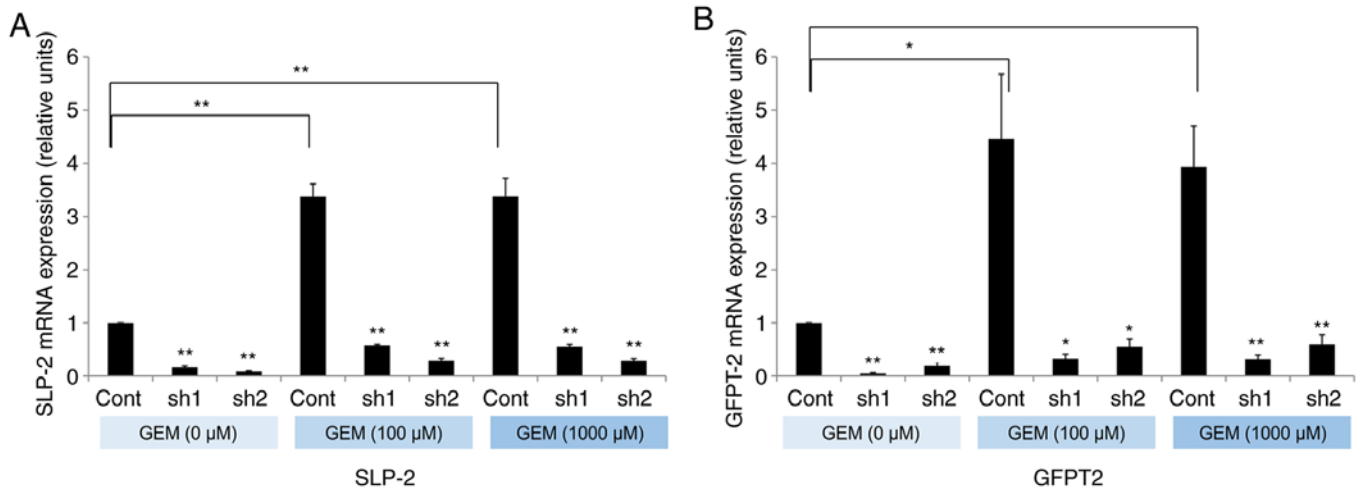 A
SLP-2 mRNA expression (relative units)
6
5
4
3
2
1
0
**
**
**
**
**
**
**
**
Cont sh1 sh2 Cont sh1 sh2 Cont sh1 sh2
GEM (0 µM) GEM (100 µM) GEM (1000 µM)
SLP-2
B
GFPT-2 mRNA expression (relative units)
6
5
4
3
2
1
0
*
**
**
*
*
**
**
Cont sh1 sh2 Cont sh1 sh2 Cont sh1 sh2
GEM (0 µM) GEM (100 µM) GEM (1000 µM)
GFPT2